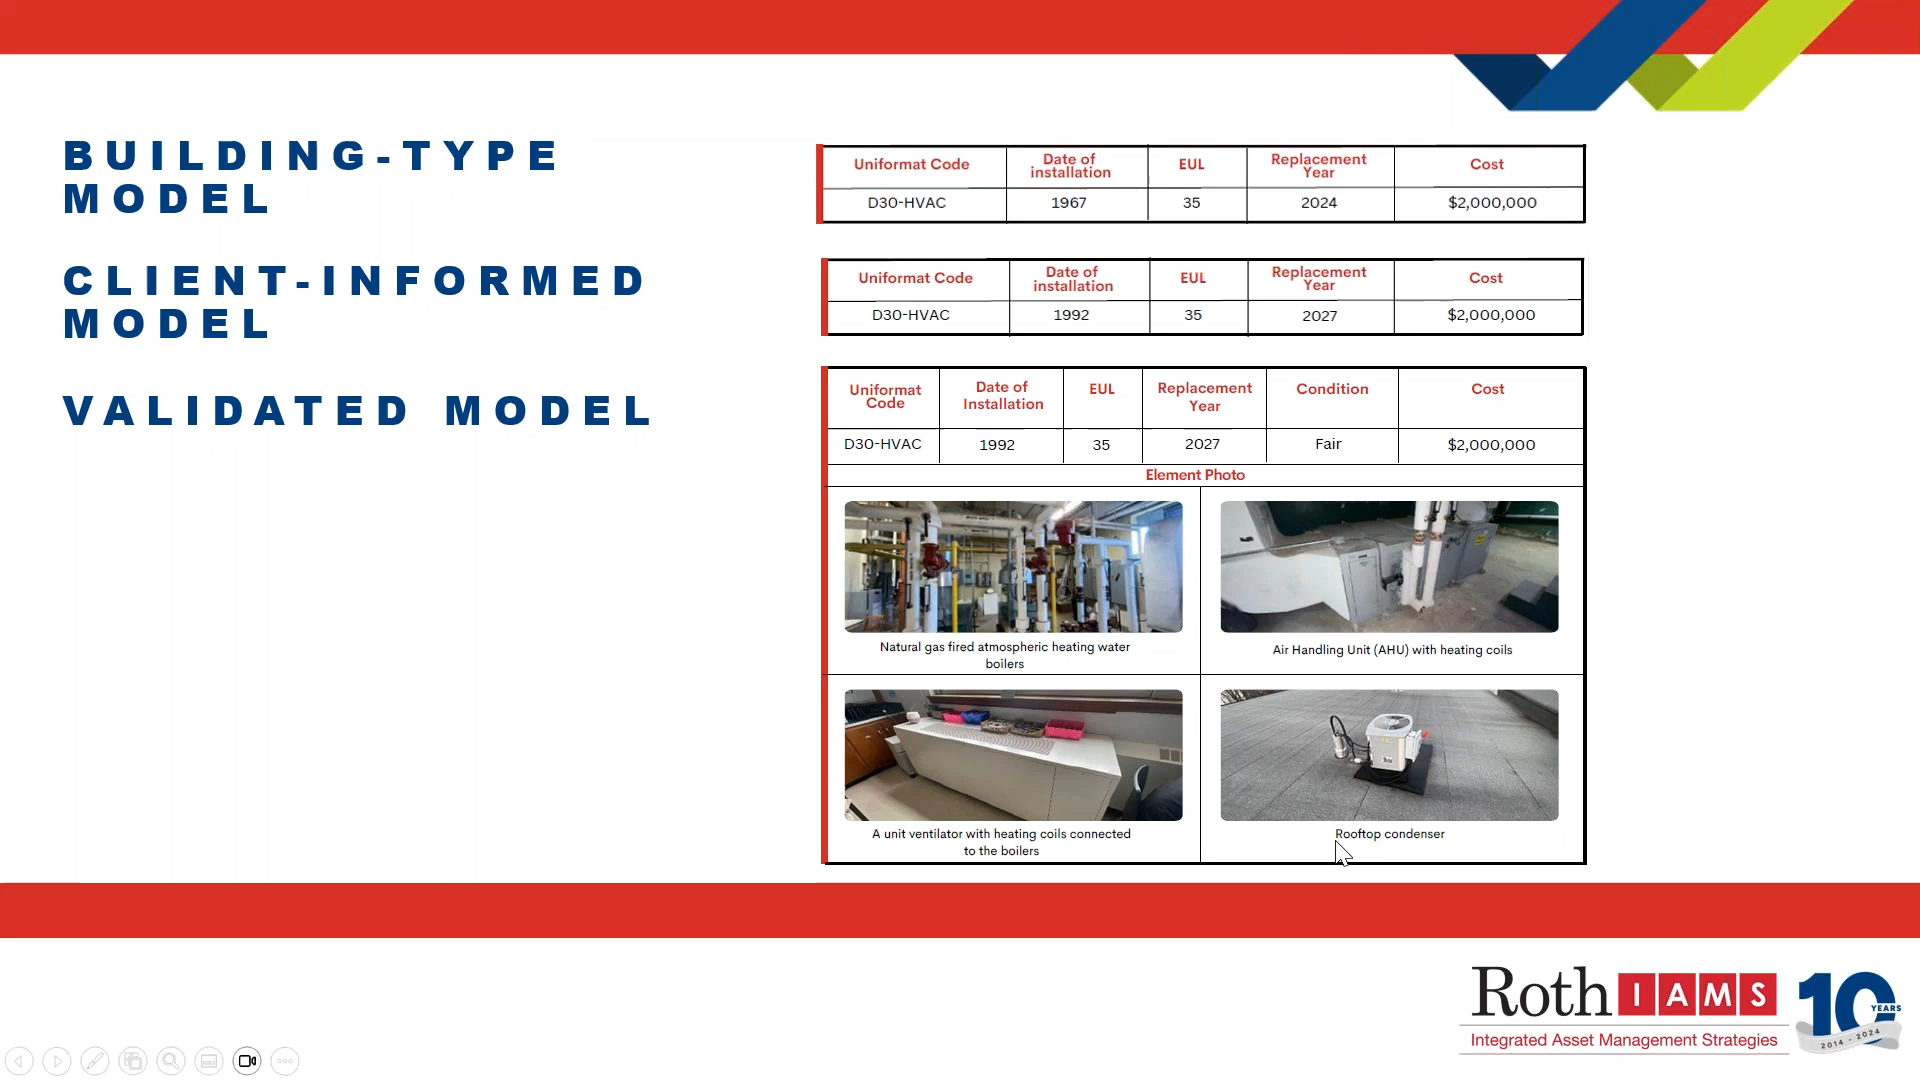 BUILDING-TYPE
MODEL
CLIENT-INFORMED
MODEL
VALIDATED MODEL
Uniformat Code Date of installation EUL Replacement Year Cost
D30-HVAC 1967 35 2024 $2,000,000
Uniformat Code Date of installation EUL Replacement Year Cost
D30-HVAC 1992 35 2027 $2,000,000
Uniformat Code Date of Installation EUL Replacement Year Condition Cost
D30-HVAC 1992 35 2027 Fair $2,000,000
Element Photo
Natural gas fired atmospheric heating water
boilers
Air Handling Unit (AHU) with heating coils
A unit ventilator with heating coils connected
to the boilers
Rooftop condenser
Roth IAMS
Integrated Asset Management Strategies
10 YEARS
2014 - 2024